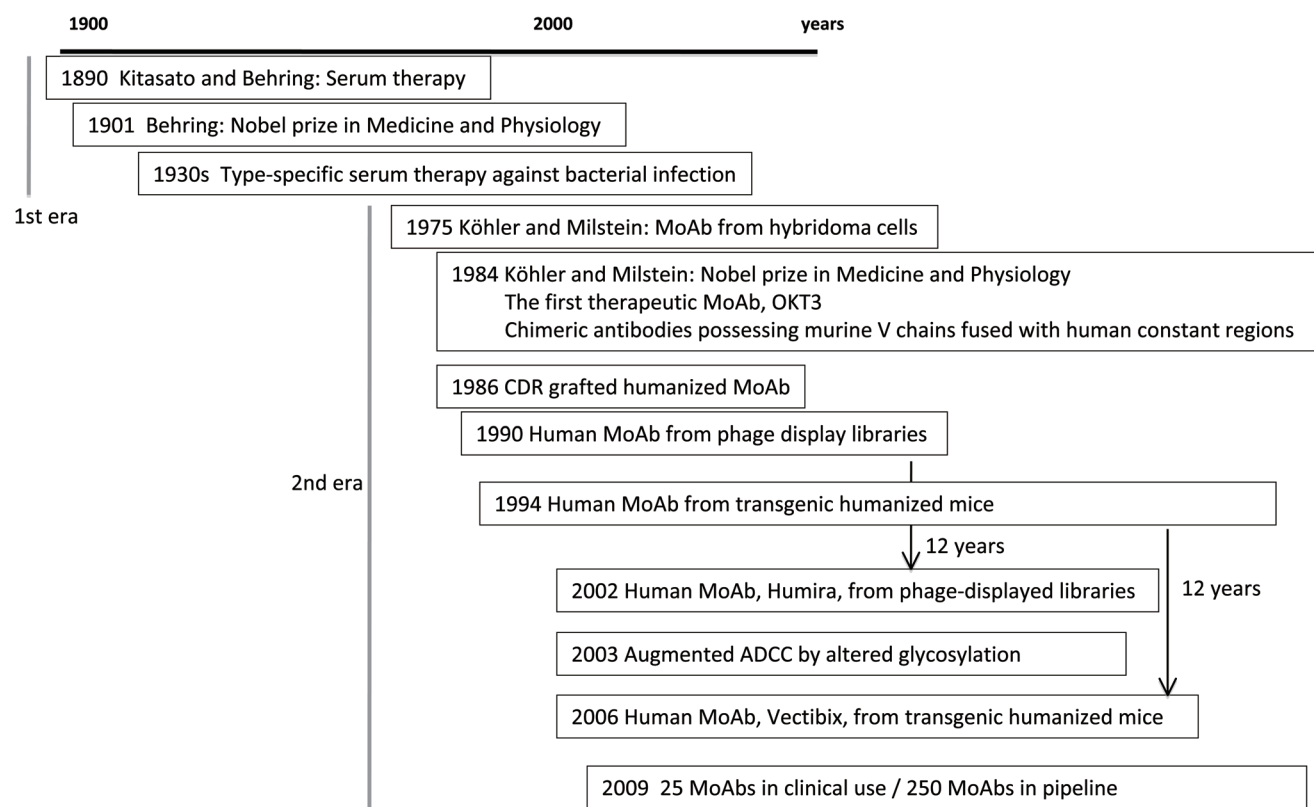 1900 2000 years
1890 Kitasato and Behring: Serum therapy
1901 Behring: Nobel prize in Medicine and Physiology
1930s Type-specific serum therapy against bacterial infection
1st era
1975 Köhler and Milstein: MoAb from hybridoma cells
1984 Köhler and Milstein: Nobel prize in Medicine and Physiology
The first therapeutic MoAb, OKT3
Chimeric antibodies possessing murine V chains fused with human constant regions
1986 CDR grafted humanized MoAb
1990 Human MoAb from phage display libraries
2nd era
1994 Human MoAb from transgenic humanized mice
12 years
2002 Human MoAb, Humira, from phage-displayed libraries
12 years
2003 Augmented ADCC by altered glycosylation
2006 Human MoAb, Vectibix, from transgenic humanized mice
2009 25 MoAbs in clinical use / 250 MoAbs in pipeline